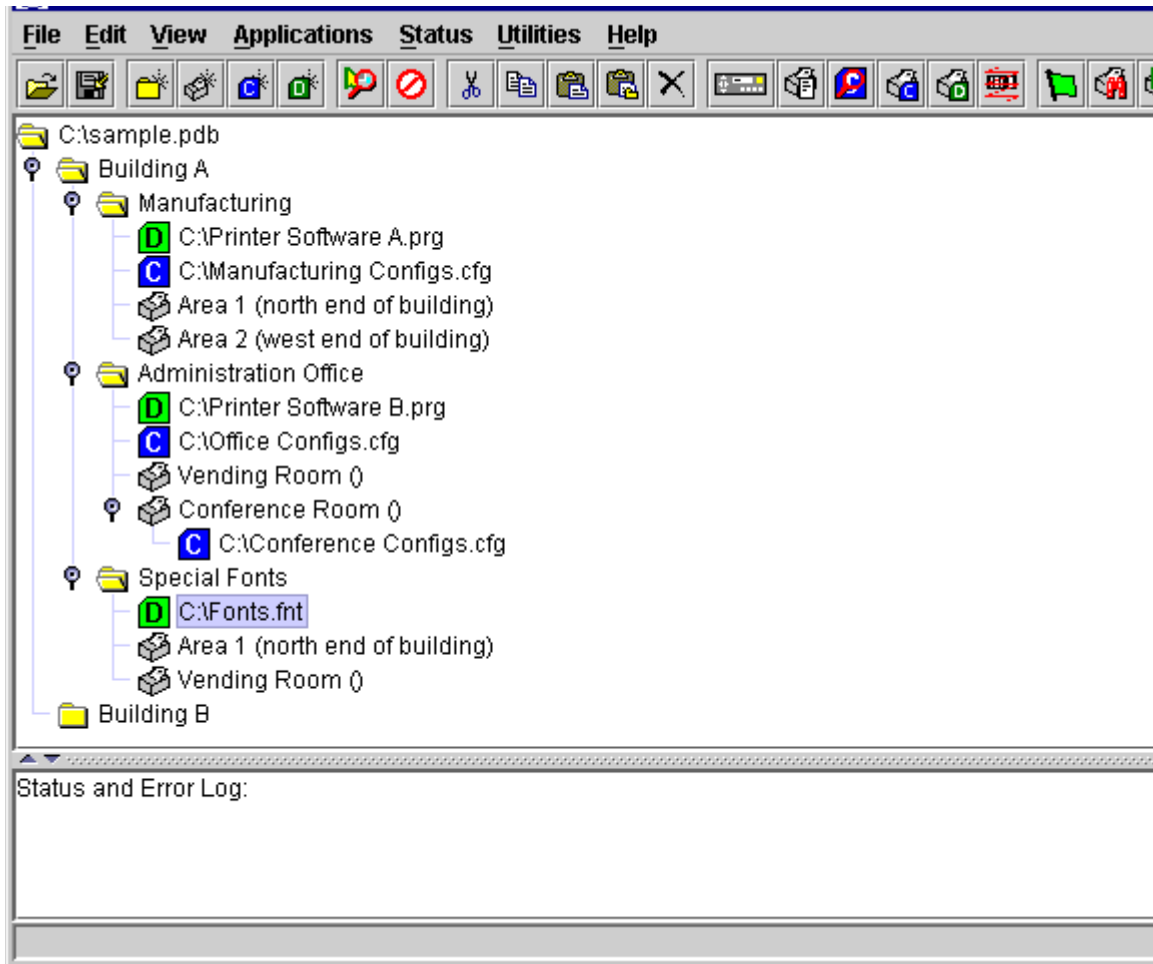 File Edit View Applications Status Utilities Help
C:\sample.pdb
Building A
Manufacturing
D C:\Printer Software A.prg
C C:\Manufacturing Configs.cfg
Area 1 (north end of building)
Area 2 (west end of building)
Administration Office
D C:\Printer Software B.prg
C C:\Office Configs.cfg
Vending Room ()
Conference Room ()
C C:\Conference Configs.cfg
Special Fonts
D C:\Fonts.fnt
Area 1 (north end of building)
Vending Room ()
Building B
Status and Error Log: